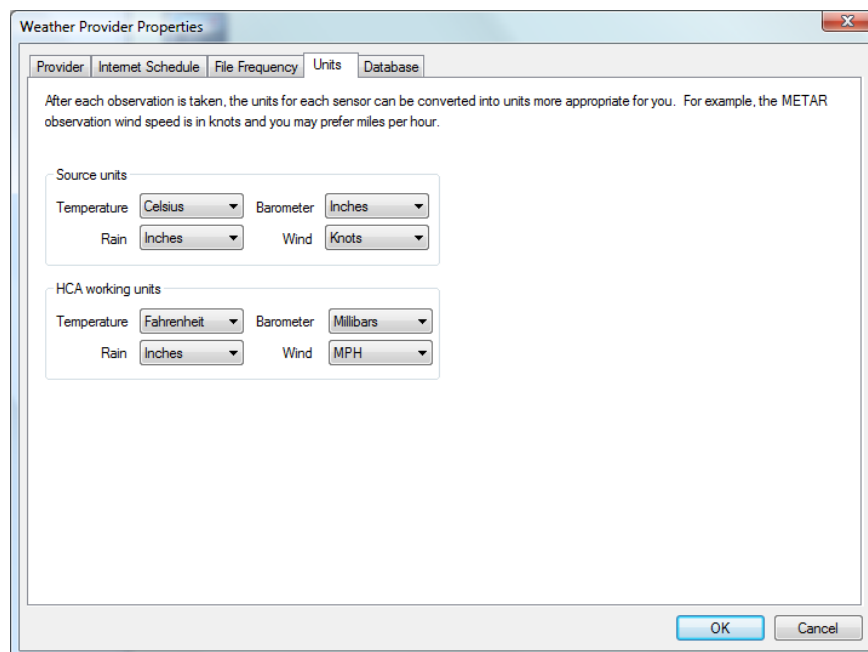 Weather Provider Properties
Provider Internet Schedule File Frequency Units Database
After each observation is taken, the units for each sensor can be converted into units more appropriate for you. For example, the METAR
observation wind speed is in knots and you may prefer miles per hour.
Source units
Temperature Celsius Barometer Inches
Rain Inches Wind Knots
HCA working units
Temperature Fahrenheit Barometer Millibars
Rain Inches Wind MPH
OK Cancel